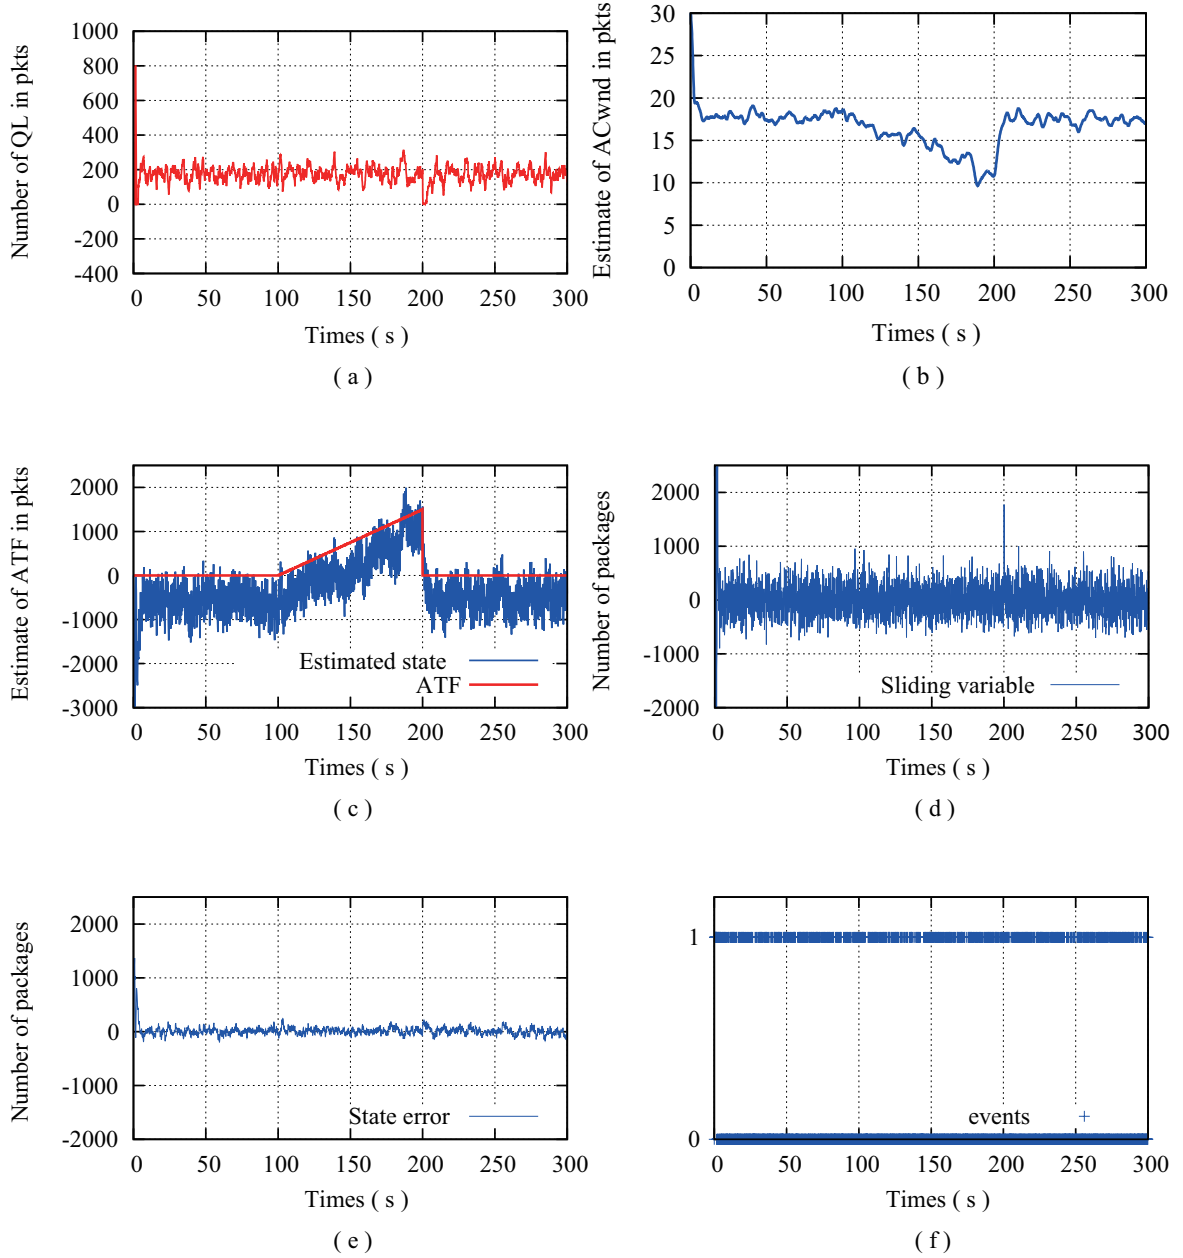 Number of QL in pkts
1000
800
600
400
200
0
-200
-400
0 50 100 150 200 250 300
Times ( s )
( a )
Estimate of ACwnd in pkts
30
25
20
15
10
5
0
0 50 100 150 200 250 300
Times ( s )
( b )
Estimate of ATF in pkts
2000
1000
0
-1000
-2000
-3000
Estimated state
ATF
0 50 100 150 200 250 300
Times ( s )
( c )
Number of packages
2000
1000
0
-1000
-2000
Sliding variable
0 50 100 150 200 250 300
Times ( s )
( d )
Number of packages
2000
1000
0
-1000
-2000
State error
0 50 100 150 200 250 300
Times ( s )
( e )
1
0
events
0 50 100 150 200 250 300
Times ( s )
( f )